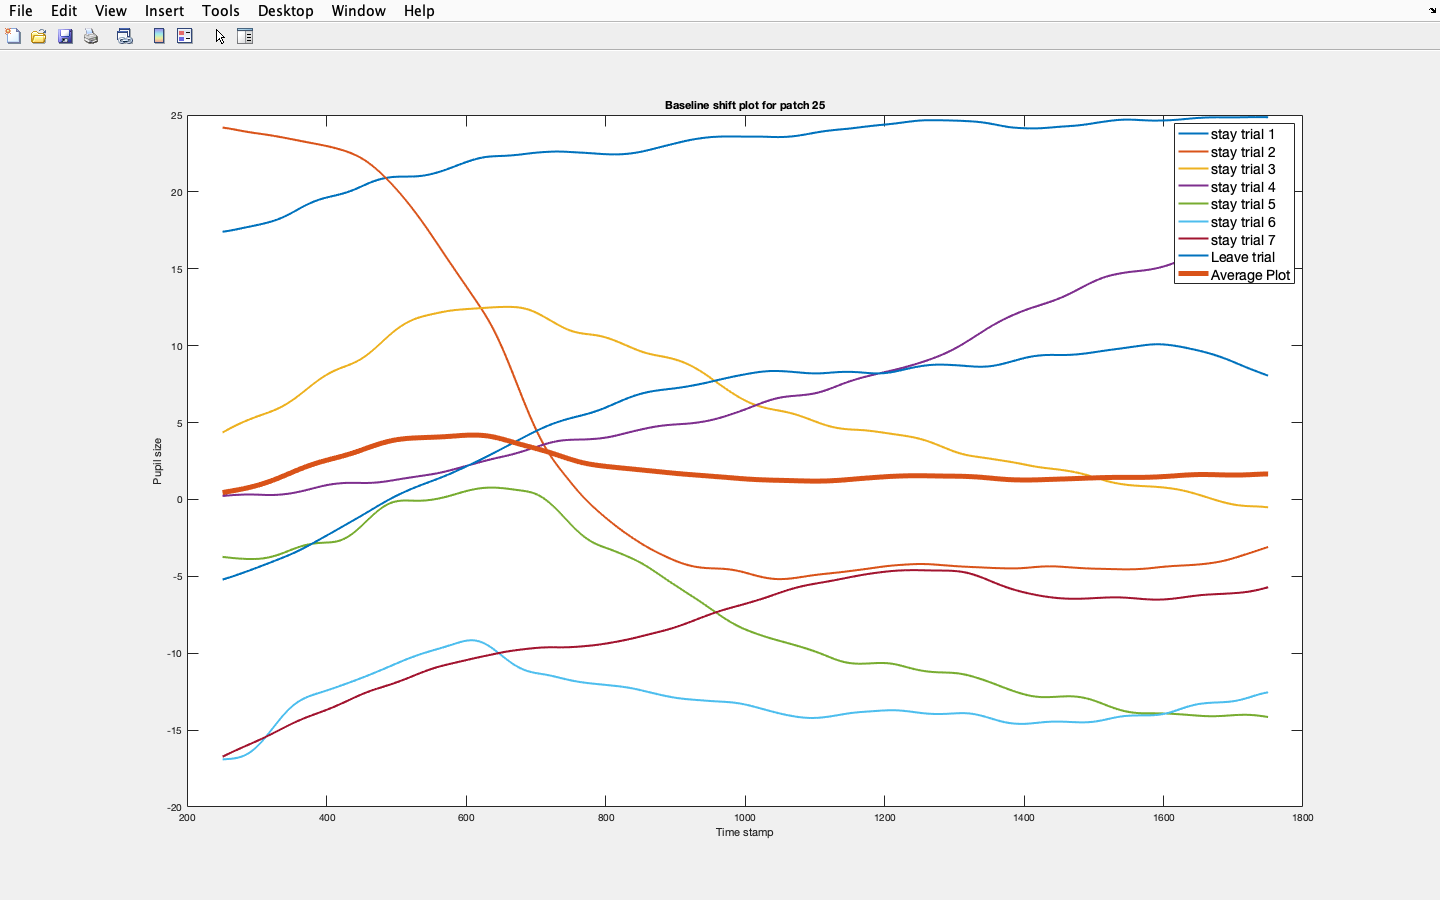 File Edit View Insert Tools Desktop Window Help
Baseline shift plot for patch 25
25
20
15
10
5
0
-5
-10
-15
-20
Pupil size
200 400 600 800 1000 1200 1400 1600 1800
Time stamp
stay trial 1
stay trial 2
stay trial 3
stay trial 4
stay trial 5
stay trial 6
stay trial 7
Leave trial
Average Plot